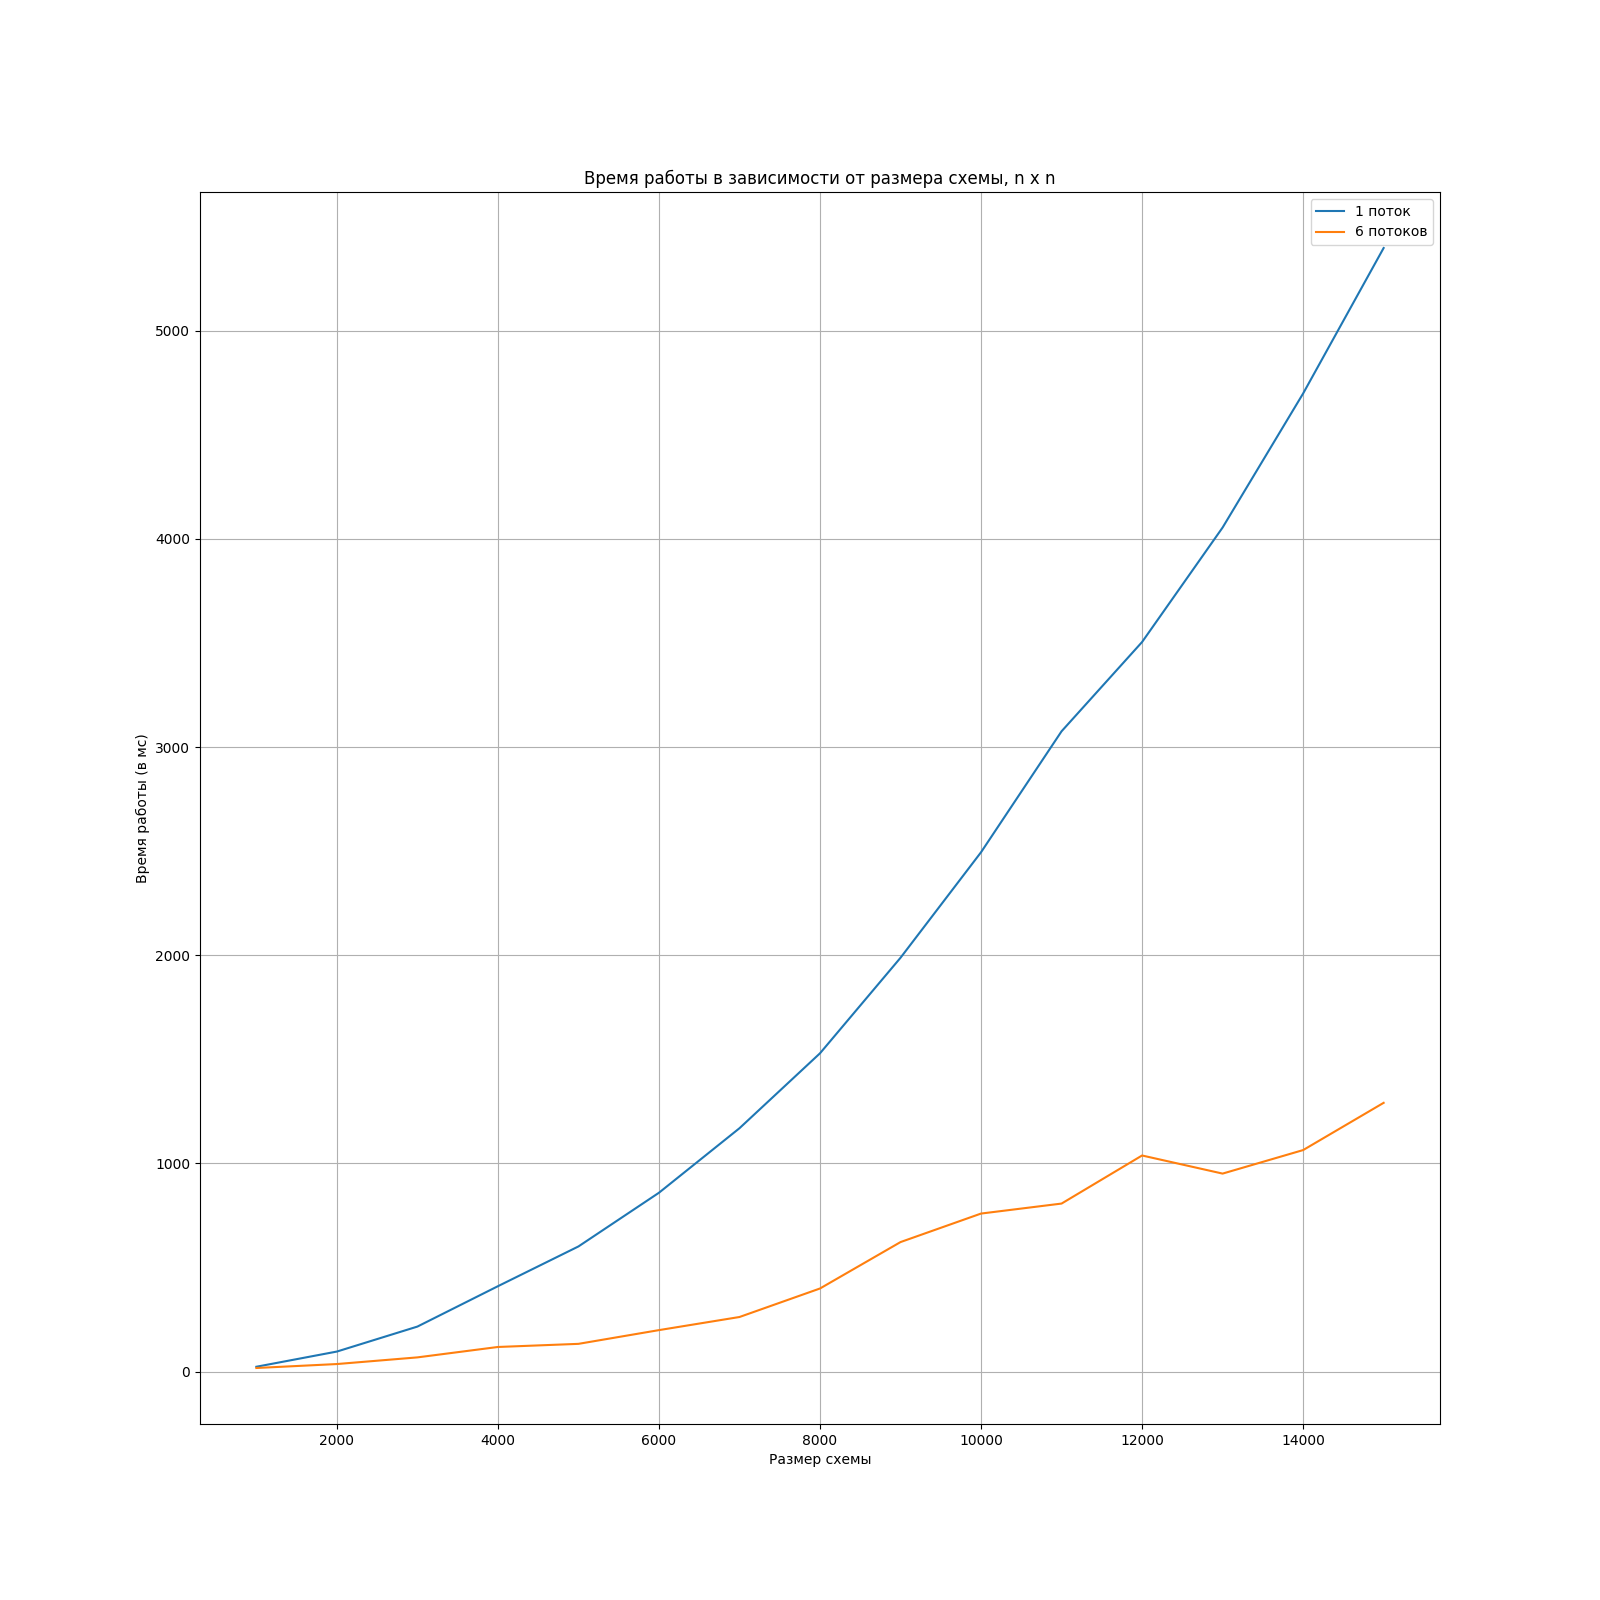 Время работы в зависимости от размера схемы, n x n
1 поток
6 потоков
5000
4000
3000
2000
1000
0
Время работы (в мс)
2000 4000 6000 8000 10000 12000 14000
Размер схемы